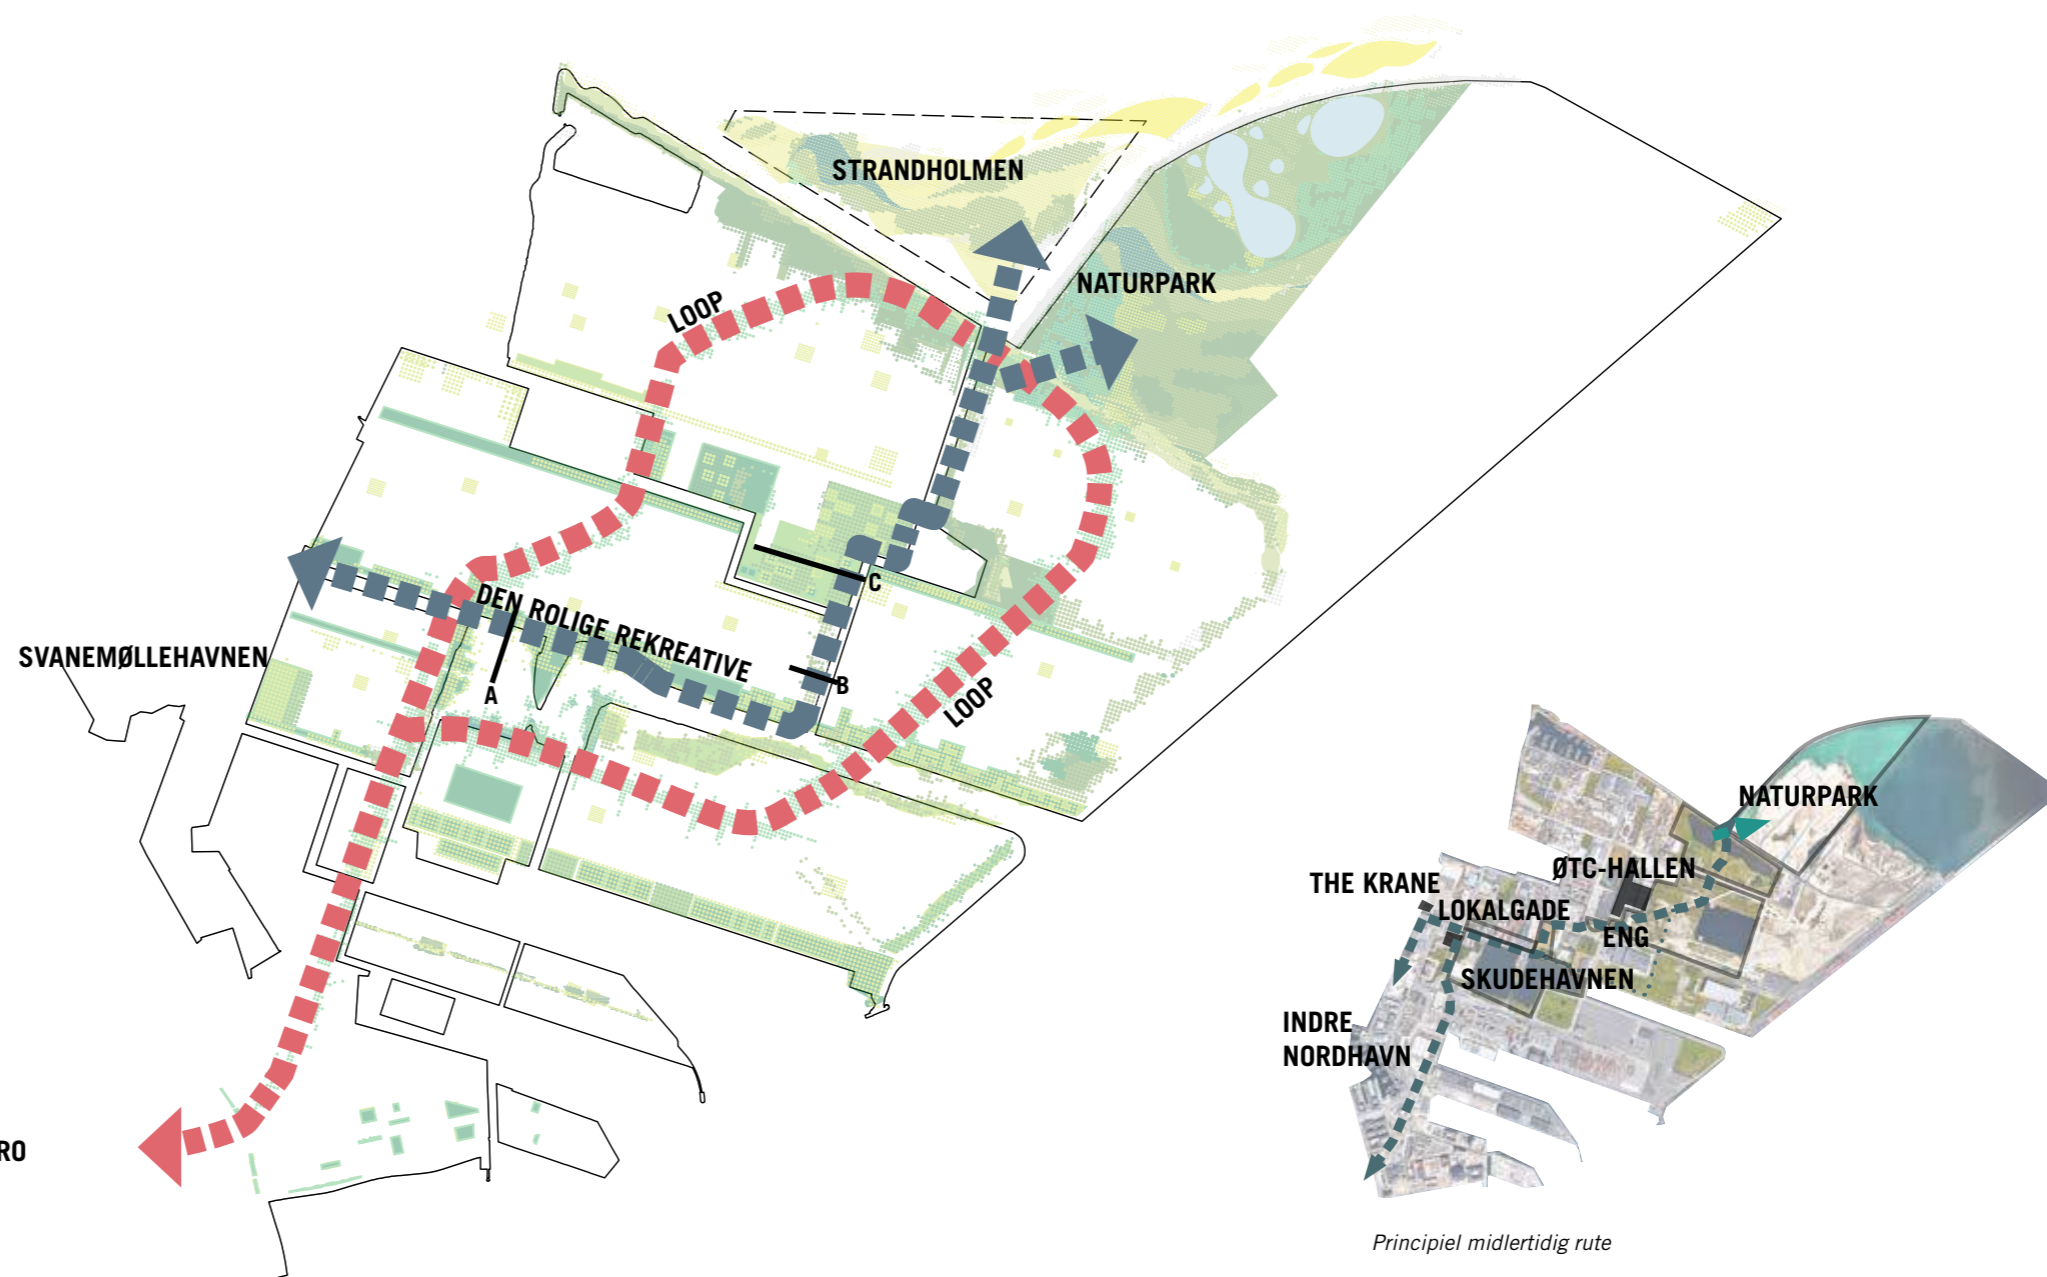 STRANDHOLMEN
NATURPARK
LOOP
C
DEN ROLIGE REKREATIVE
SVANEMØLLEHAVNEN
A
B
LOOP
RO
NATURPARK
ØTC-HALLEN
THE KRANE
LOKALGADE
ENG
SKUDEHAVNEN
INDRE
NORDHAVN
Principiel midlertidig rute